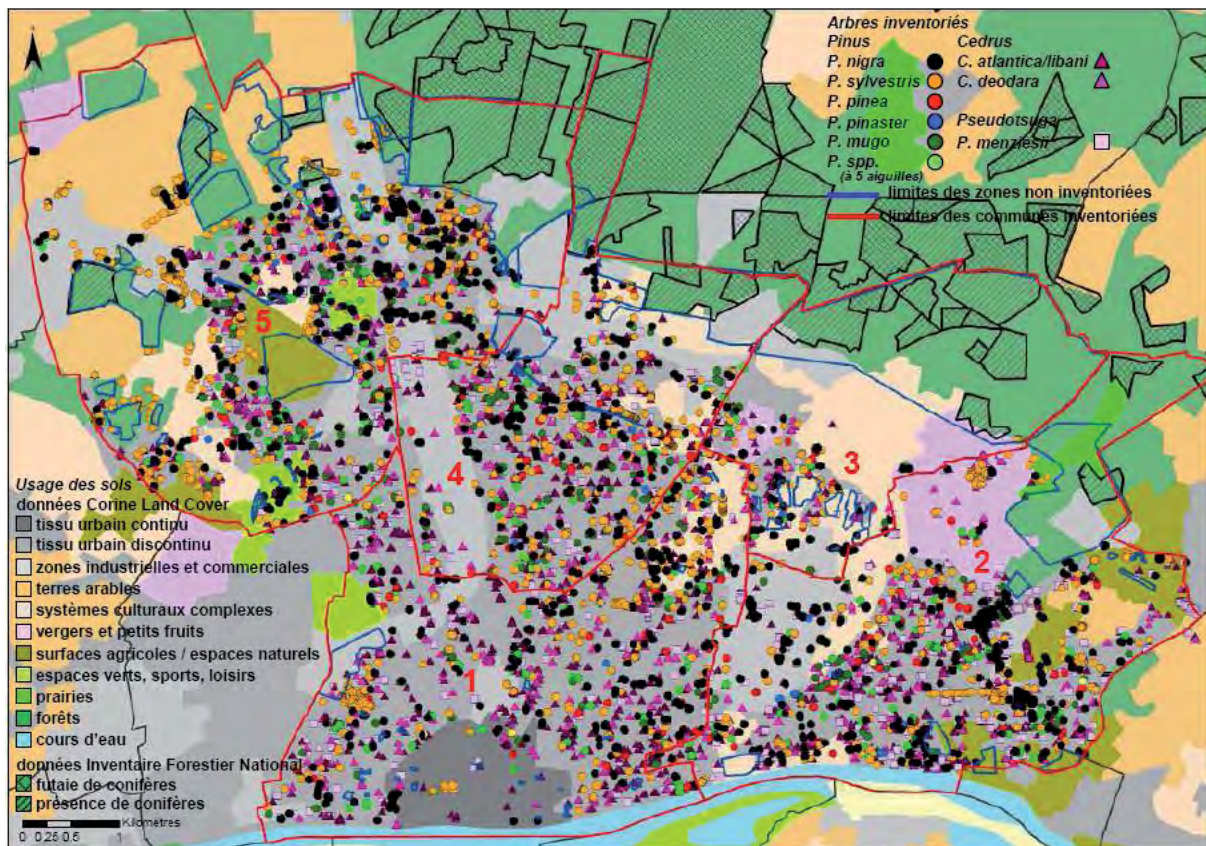 Arbres inventoriés
Pinus Cedrus
P. nigra C. atlantica/libani
P. sylvestris C. deodara
P. pinea
P. pinaster Pseudotsuga
P. mugo P. menziesii
P. spp.
(à 5 aiguilles)
limites des zones non inventoriées
limites des communes inventoriées
5
4
3
2
1
Usage des sols
données Corine Land Cover
tissu urbain continu
tissu urbain discontinu
zones industrielles et commerciales
terres arables
systèmes culturaux complexes
vergers et petits fruits
surfaces agricoles / espaces naturels
espaces verts, sports, loisirs
prairies
forêts
cours d'eau
données Inventaire Forestier National
futaie de conifères
présence de conifères
Kilometres
0 0,25 0,5 1